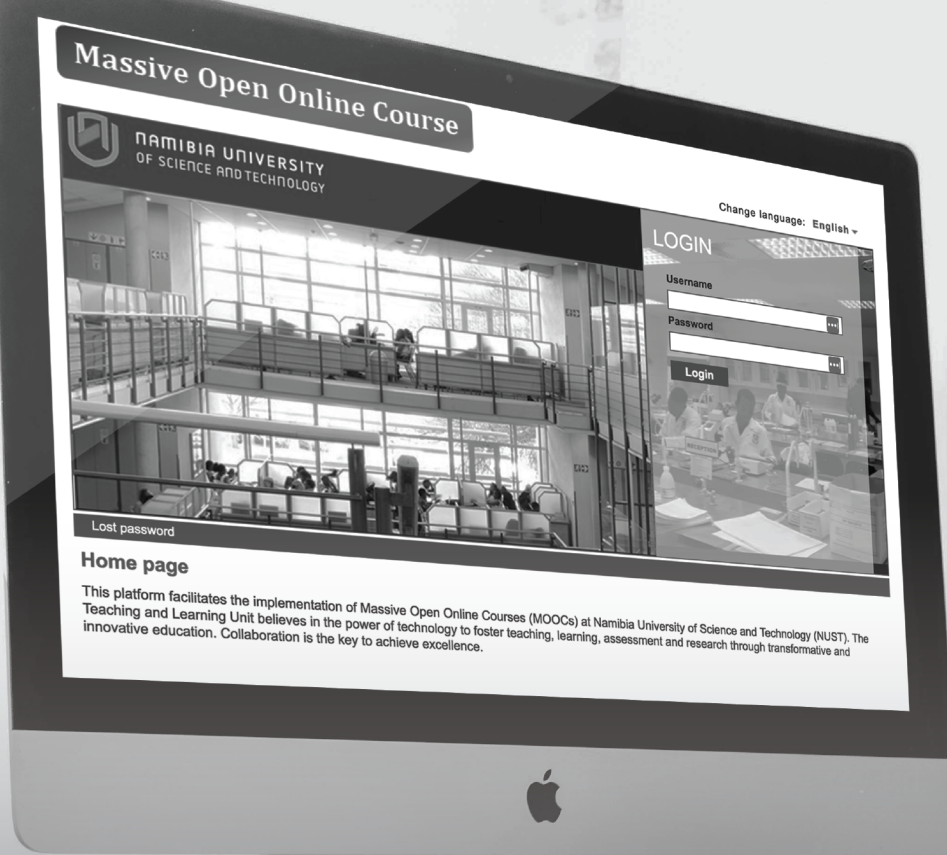 Massive Open Online Course
NAMIBIA UNIVERSITY
OF SCIENCE AND TECHNOLOGY
Change language: English
LOGIN
Username
Password
Login
Lost password
Home page
This platform facilitates the implementation of Massive Open Online Courses (MOOCs) at Namibia University of Science and Technology (NUST). The
Teaching and Learning Unit believes in the power of technology to foster teaching, learning, assessment and research through transformative and
innovative education. Collaboration is the key to achieve excellence.